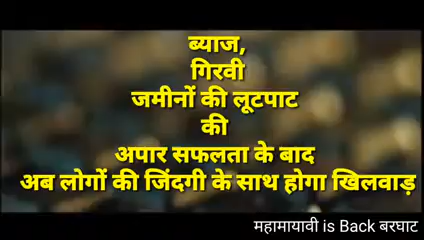 ब्याज,
गिरवी
जमीनों की लूटपाट
की
अपार सफलता के बाद
अब लोगों की जिंदगी के साथ होगा खिलवाड़
महामायावी is Back बरघाट